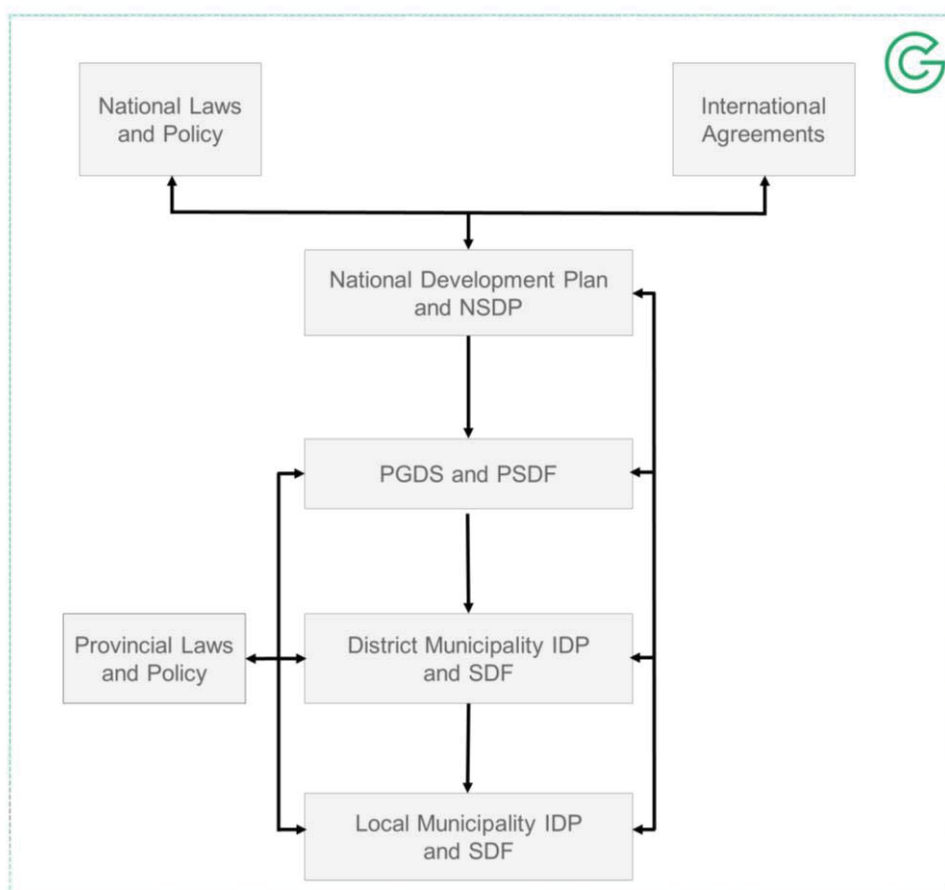 National Laws
and Policy
International
Agreements
National Development Plan
and NSDP
PGDS and PSDF
Provincial Laws
and Policy
District Municipality IDP
and SDF
Local Municipality IDP
and SDF